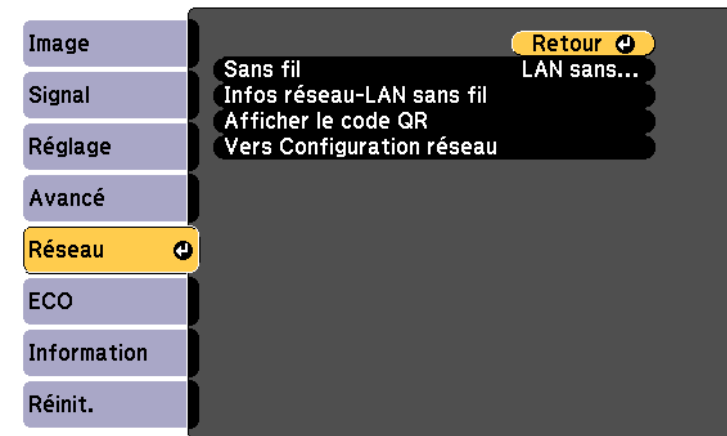 Image
Signal
Réglage
Avancé
Réseau
ECO
Information
Réinit.
Retour
Sans fil LAN sans...
Infos réseau-LAN sans fil
Afficher le code QR
Vers Configuration réseau